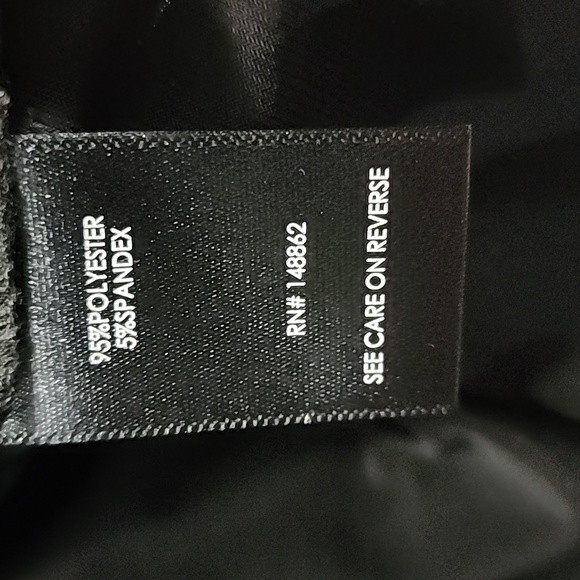 95%POLYESTER
5%SPANDEX
RN# 148862
SEE CARE ON REVERSE